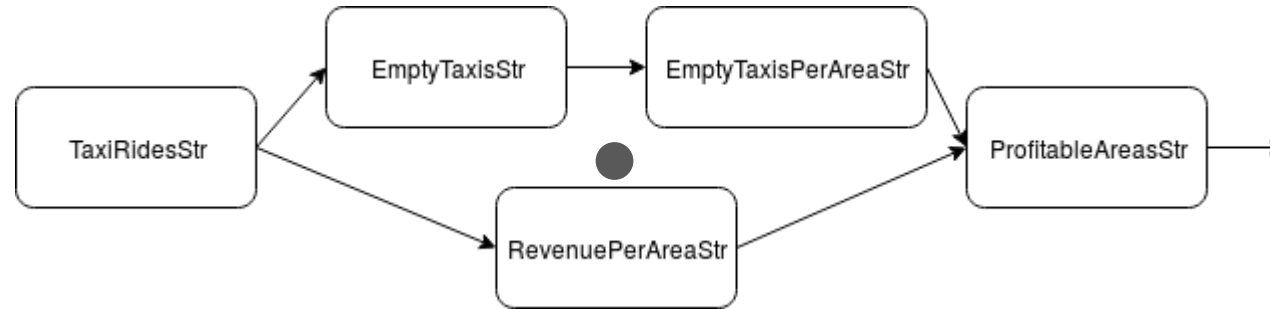 EmptyTaxisStr
EmptyTaxisPerAreaStr
TaxiRidesStr
ProfitableAreasStr
RevenuePerAreaStr